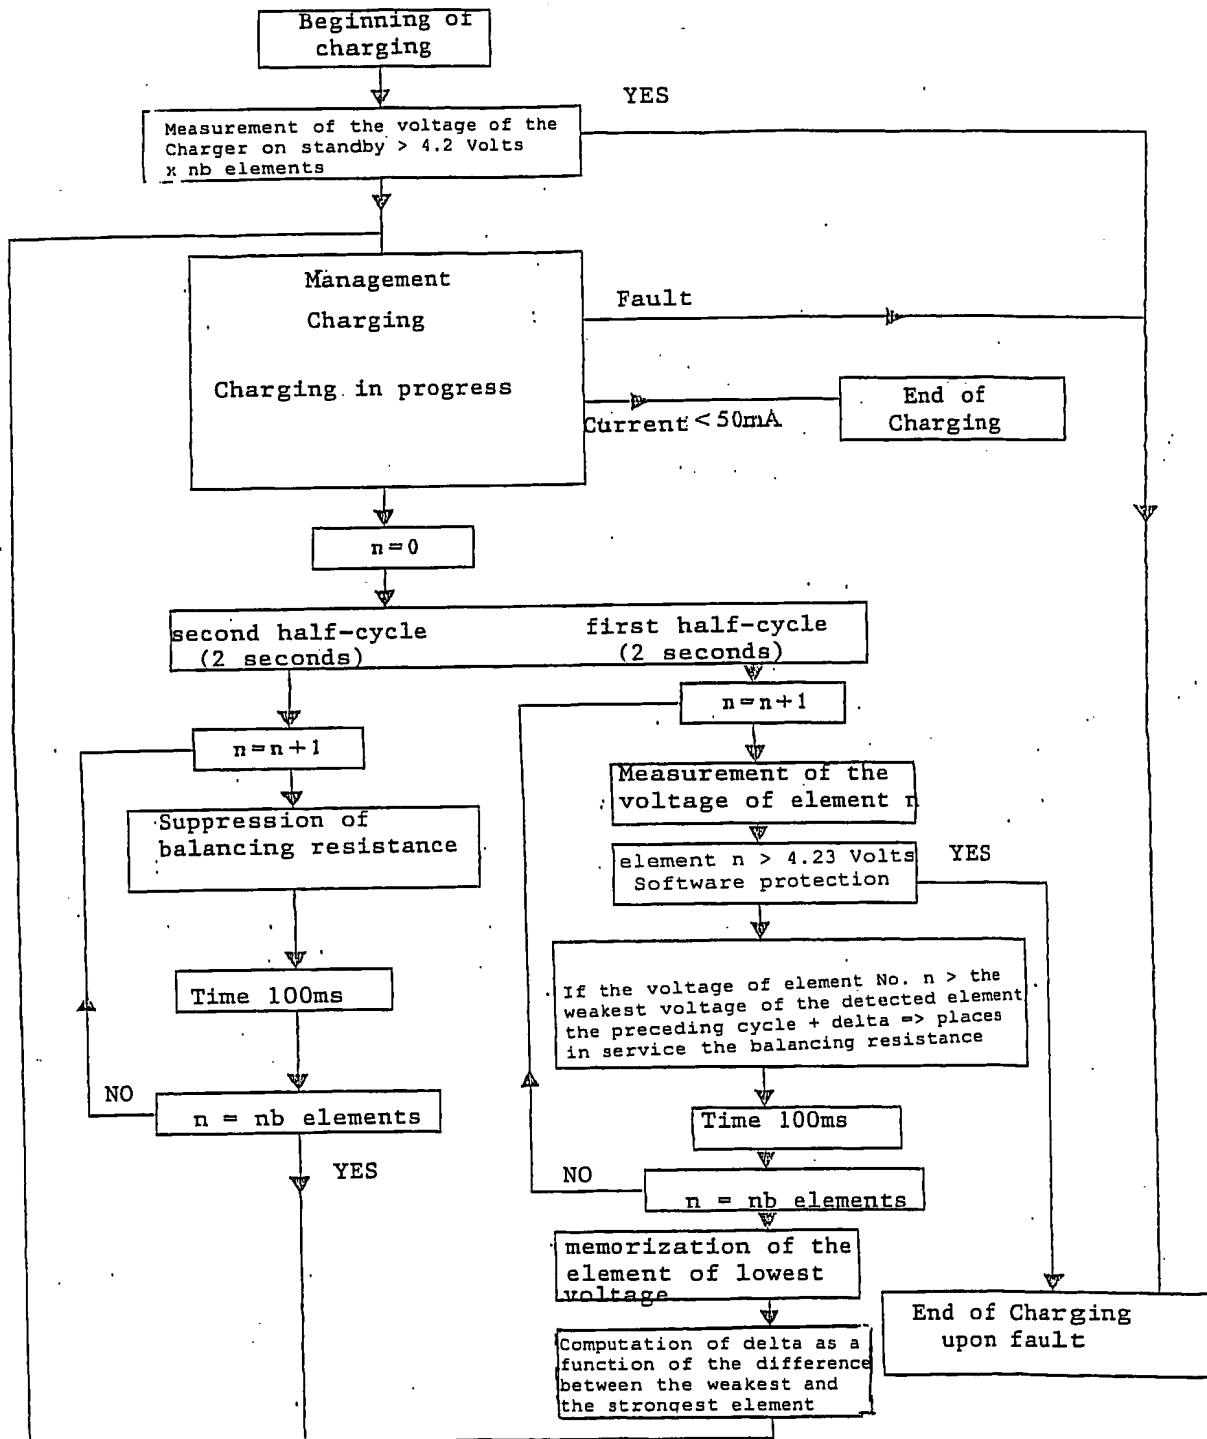 Beginning of
charging
YES
Measurement of the voltage of the
Charger on standby > 4.2 Volts
x nb elements
Management
Charging
Charging in progress
Fault
Current < 50mA
End of
Charging
n=0
second half-cycle
(2 seconds)
first half-cycle
(2 seconds)
n=n+1
Suppression of
balancing resistance
Time 100ms
NO
n = nb elements
YES
n=n+1
Measurement of the
voltage of element n
element n > 4.23 Volts
Software protection
YES
If the voltage of element No. n > the
weakest voltage of the detected element
the preceding cycle + delta => places
in service the balancing resistance
Time 100ms
NO
n = nb elements
memorization of the
element of lowest
voltage
Computation of delta as a
function of the difference
between the weakest and
the strongest element
End of Charging
upon fault